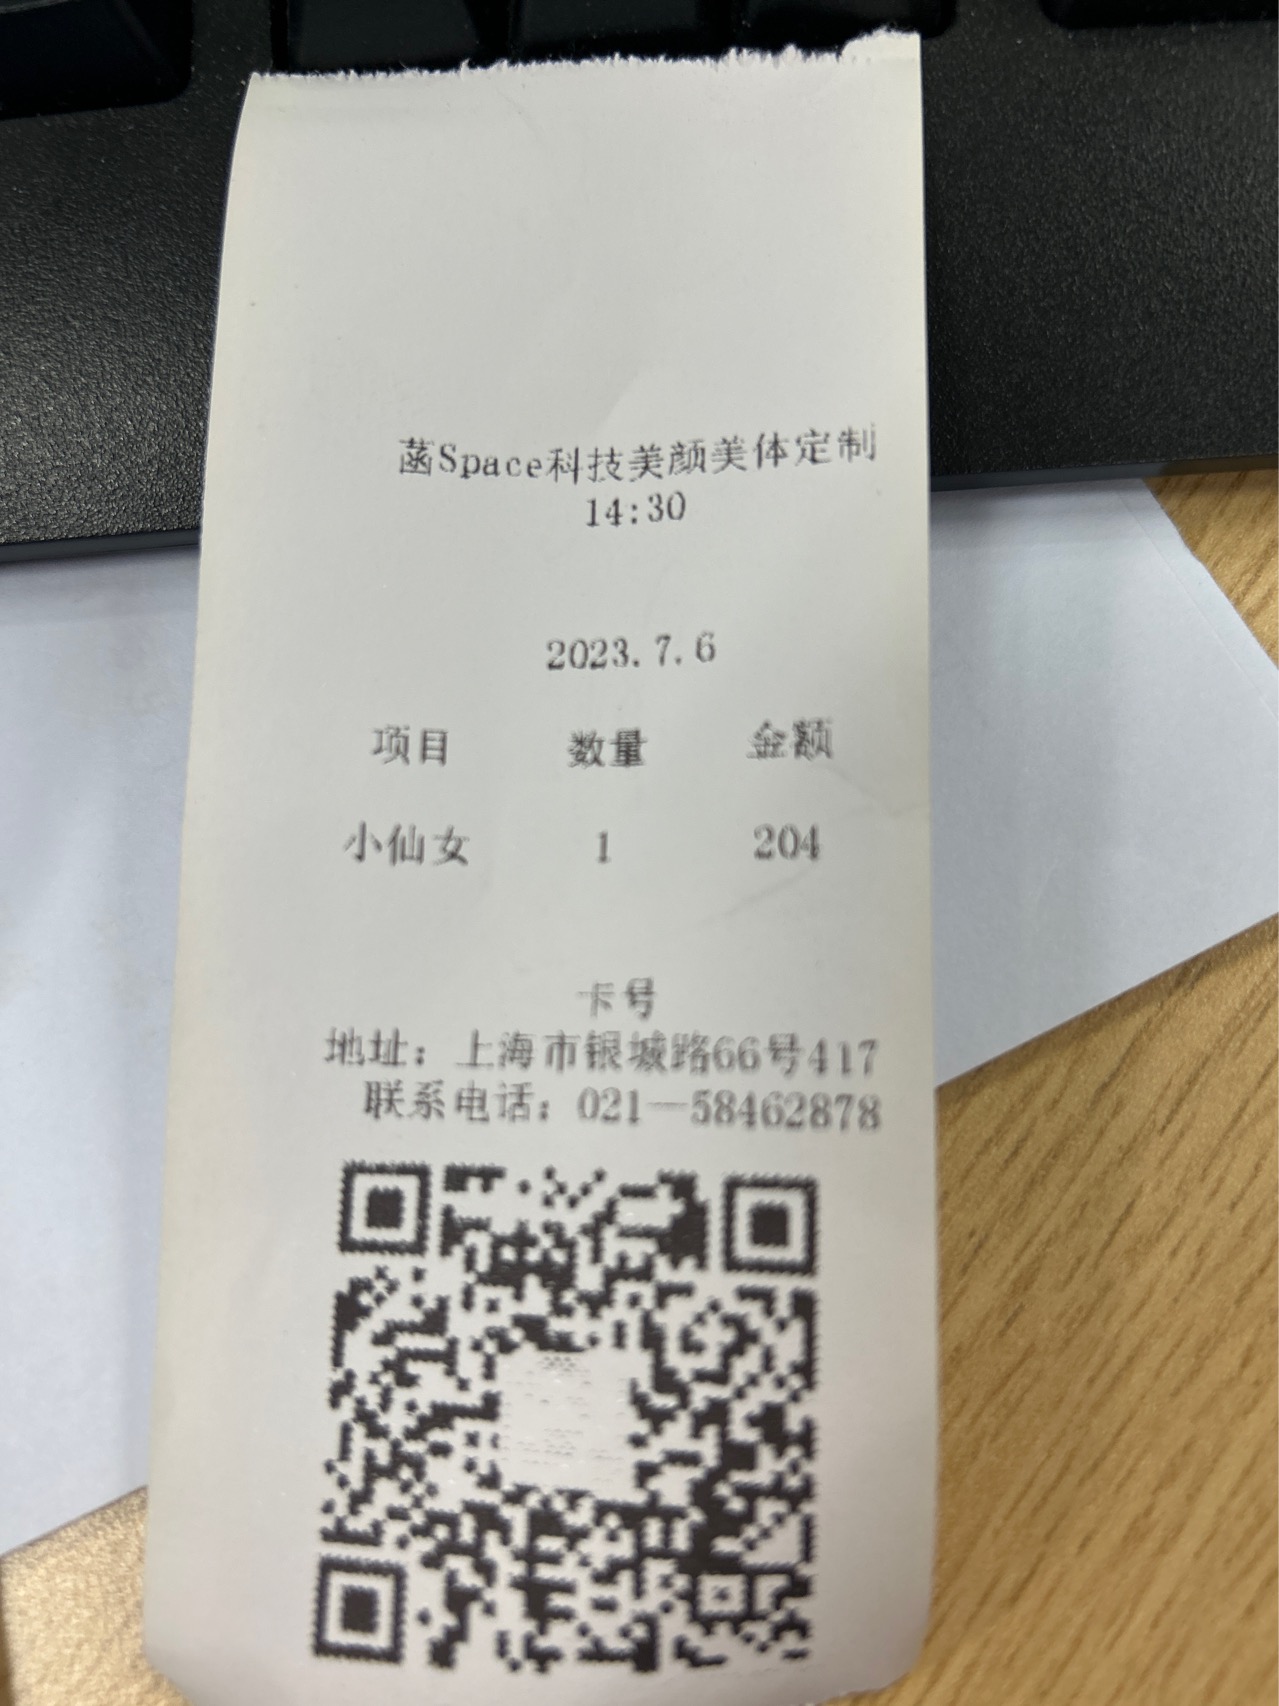 菡Space科技美颜美体定制
14:30
2023.7.6
项目 数量 金额
小仙女 1 204
卡号
地址：上海市银城路66号417
联系电话：021—58462878